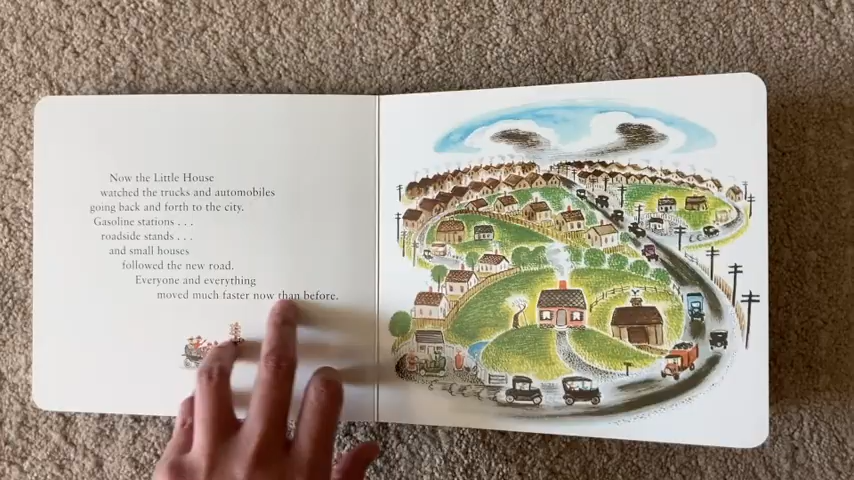 Now the Little House
watched the trucks and automobiles
going back and forth to the city.
Gasoline stations . . .
roadside stands . . .
and small houses
followed the new road.
Everyone and everything
moved much faster now than before.